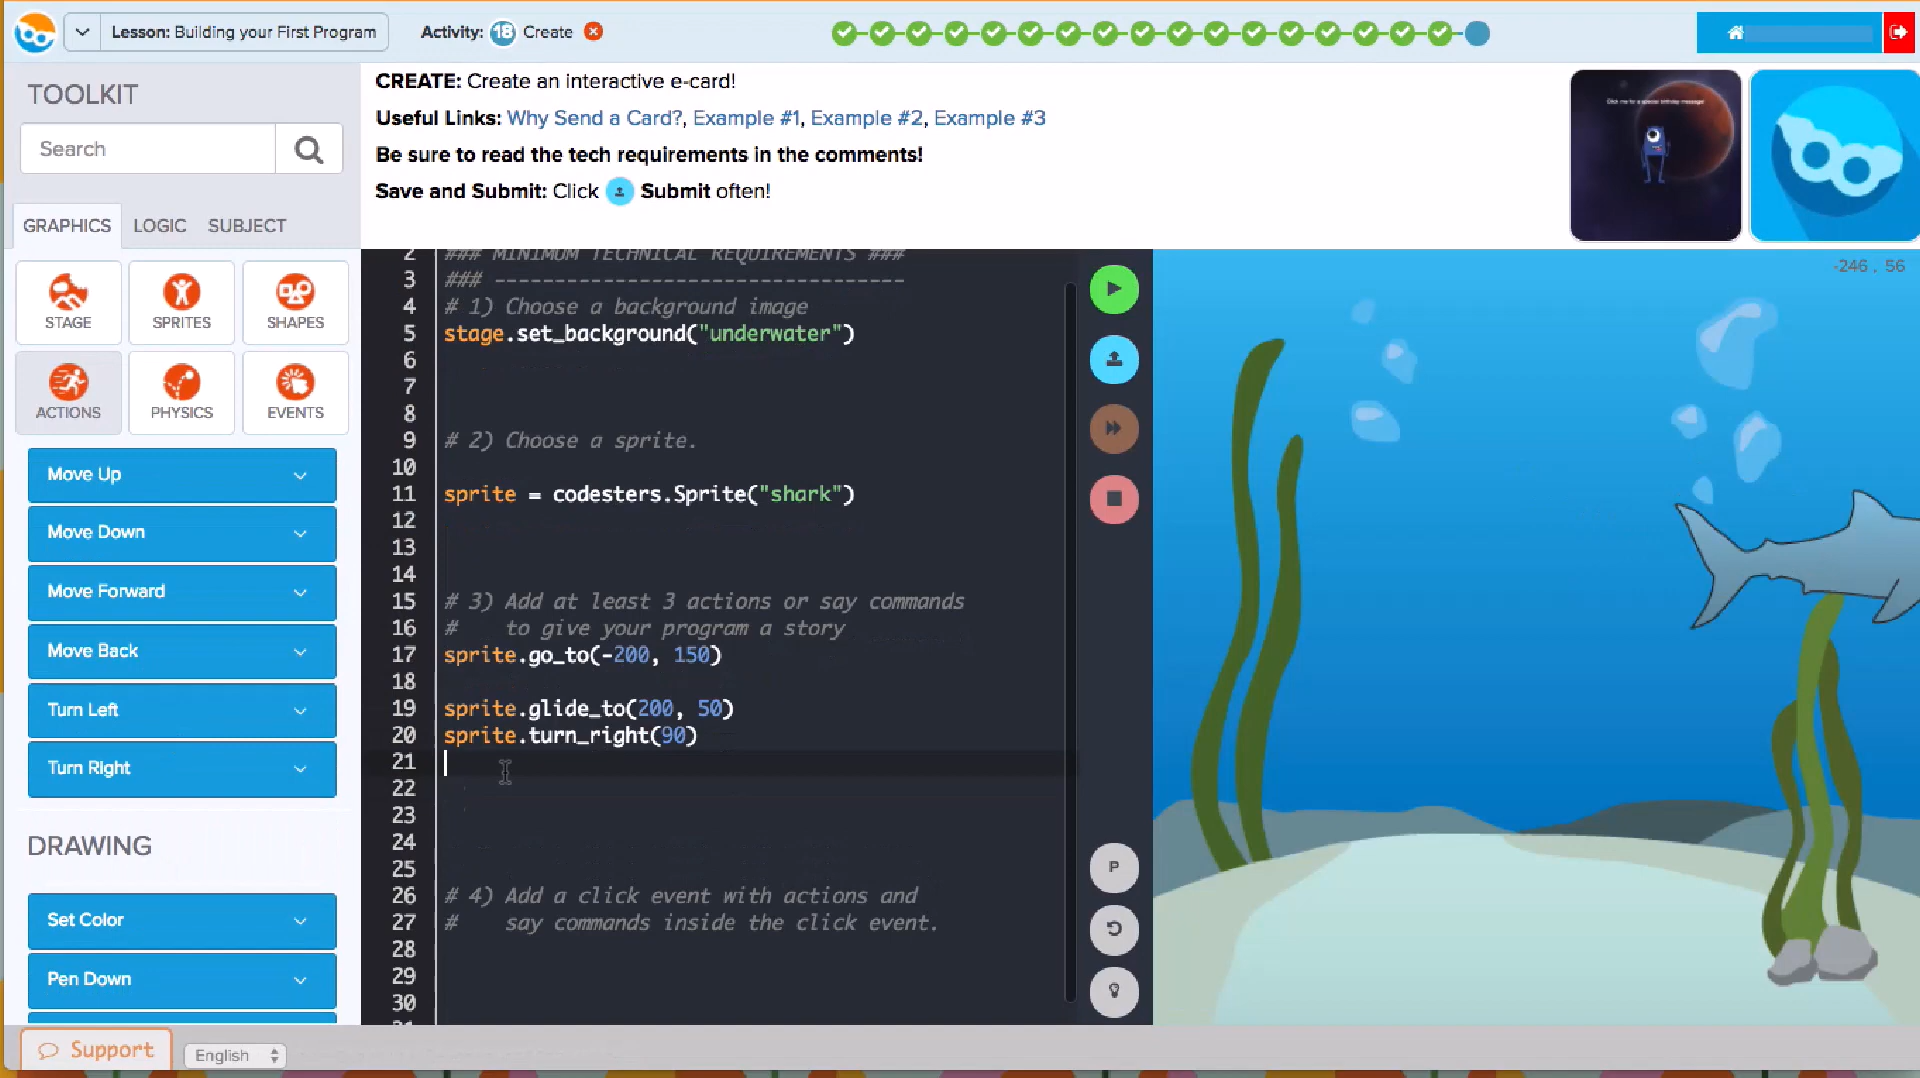 Lesson: Building your First Program
Activity: 18 Create
TOOLKIT
Search
GRAPHICS LOGIC SUBJECT
STAGE SPRITES SHAPES
ACTIONS PHYSICS EVENTS
Move Up
Move Down
Move Forward
Move Back
Turn Left
Turn Right
DRAWING
Set Color
Pen Down
Support
English
CREATE: Create an interactive e-card!
Useful Links: Why Send a Card?, Example #1, Example #2, Example #3
Be sure to read the tech requirements in the comments!
Save and Submit: Click Submit often!
Click me for a special birthday message!
2 ### MINIMUM TECHNICAL REQUIREMENTS ###
3 ### ----------------------------------
4 # 1) Choose a background image
5 stage.set_background("underwater")
6
7
8
9 # 2) Choose a sprite.
10
11 sprite = codesters.Sprite("shark")
12
13
14
15 # 3) Add at least 3 actions or say commands
16 #    to give your program a story
17 sprite.go_to(-200, 150)
18
19 sprite.glide_to(200, 50)
20 sprite.turn_right(90)
21
22
23
24
25
26 # 4) Add a click event with actions and
27 #    say commands inside the click event.
28
29
30
P
-246 , 56